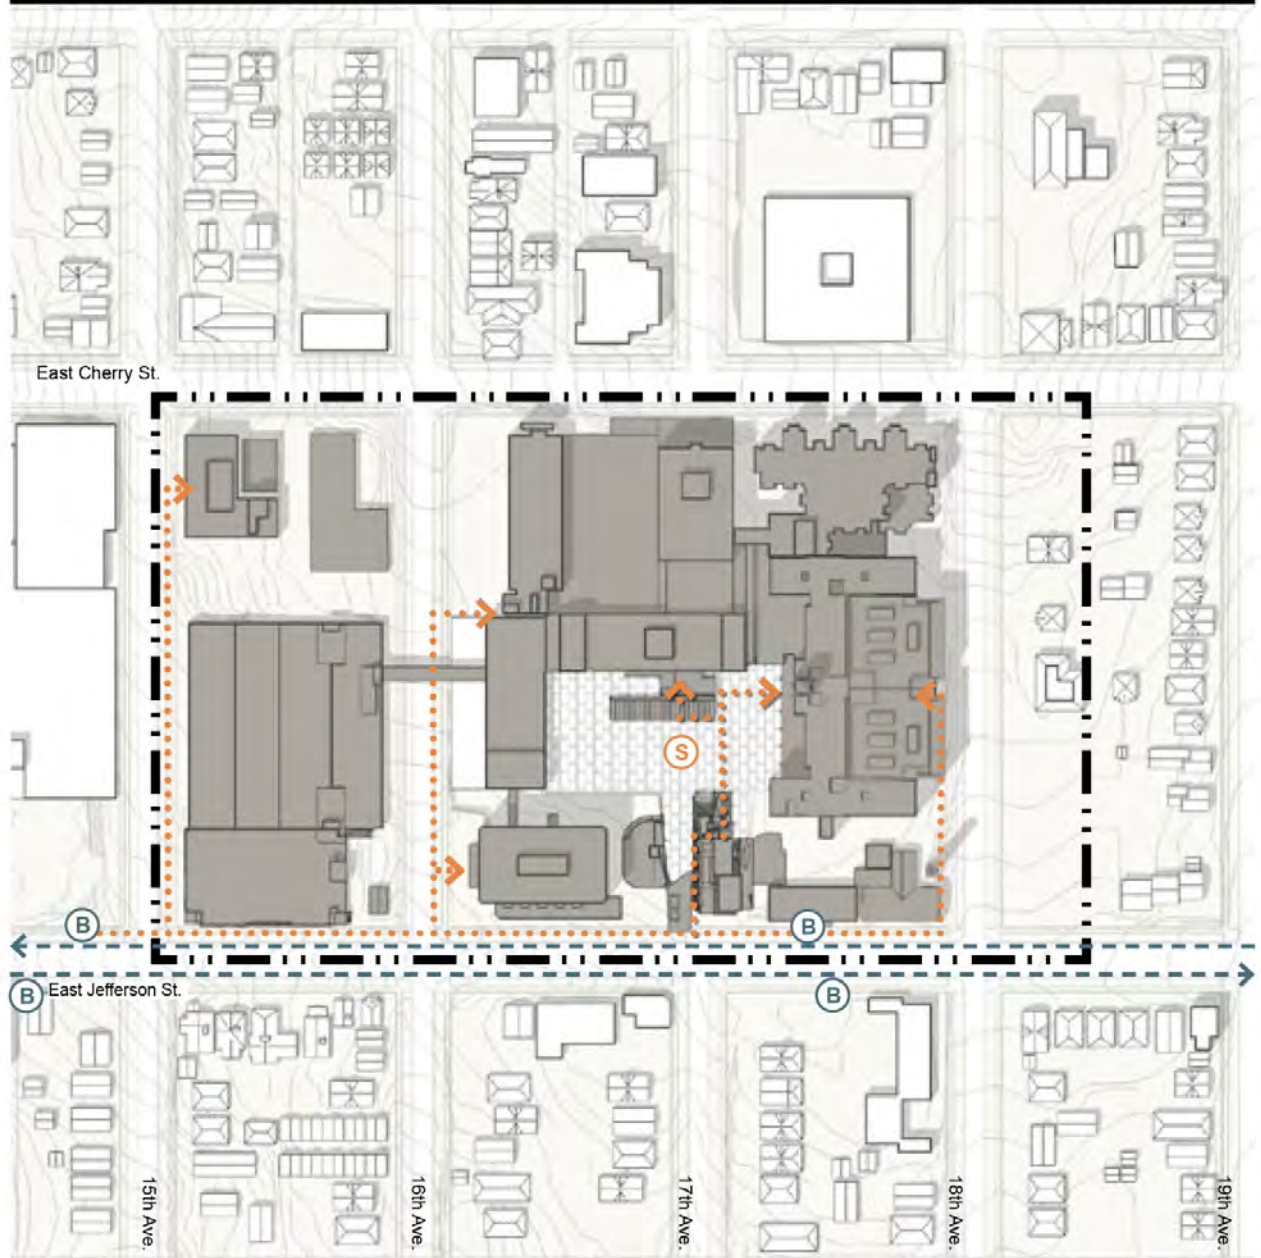 East Cherry St.
S
B
B
B
East Jefferson St.
B
15th Ave.
16th Ave.
17th Ave.
18th Ave.
19th Ave.